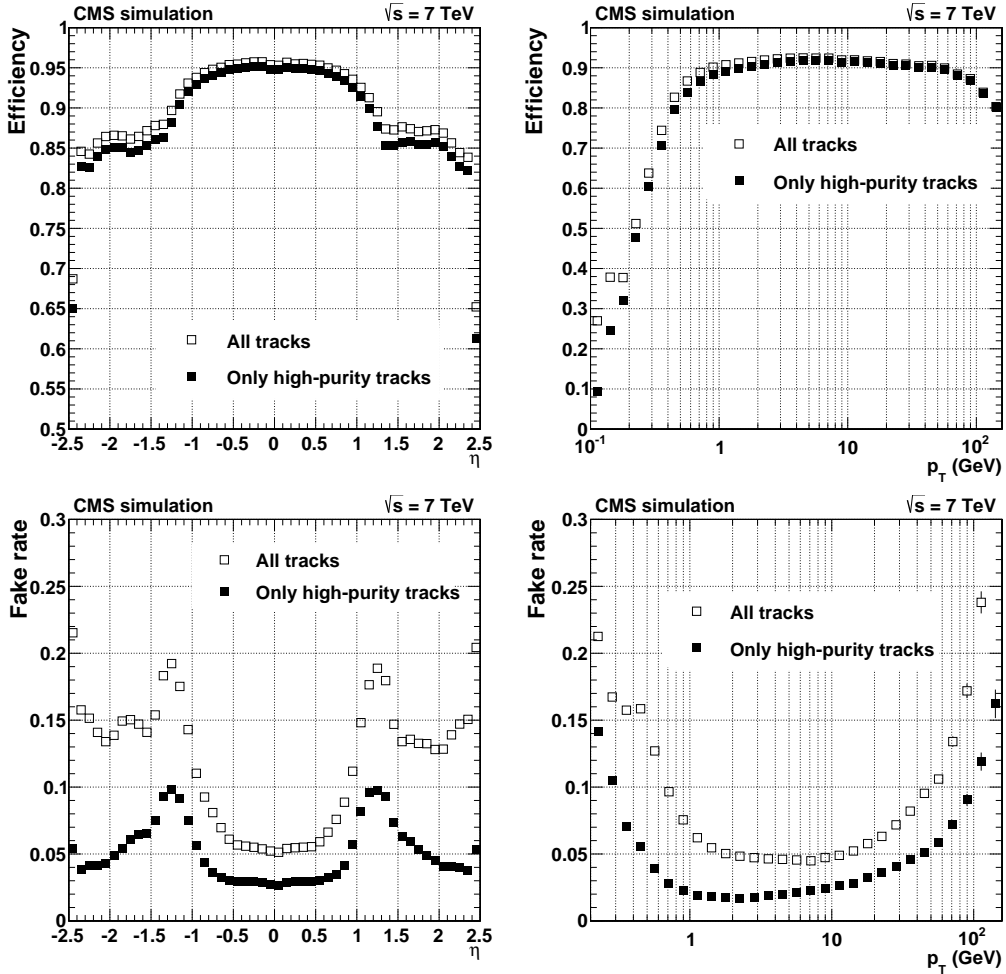 CMS simulation √s = 7 TeV
Efficiency
1
0.95
0.9
0.85
0.8
0.75
0.7
0.65
0.6
0.55
0.5
All tracks
Only high-purity tracks
-2.5 -2 -1.5 -1 -0.5 0 0.5 1 1.5 2 2.5
η
CMS simulation √s = 7 TeV
Efficiency
1
0.9
0.8
0.7
0.6
0.5
0.4
0.3
0.2
0.1
0
All tracks
Only high-purity tracks
10⁻¹ 1 10 10²
p_T (GeV)
CMS simulation √s = 7 TeV
Fake rate
0.3
0.25
0.2
0.15
0.1
0.05
0
All tracks
Only high-purity tracks
-2.5 -2 -1.5 -1 -0.5 0 0.5 1 1.5 2 2.5
η
CMS simulation √s = 7 TeV
Fake rate
0.3
0.25
0.2
0.15
0.1
0.05
0
All tracks
Only high-purity tracks
1 10 10²
p_T (GeV)